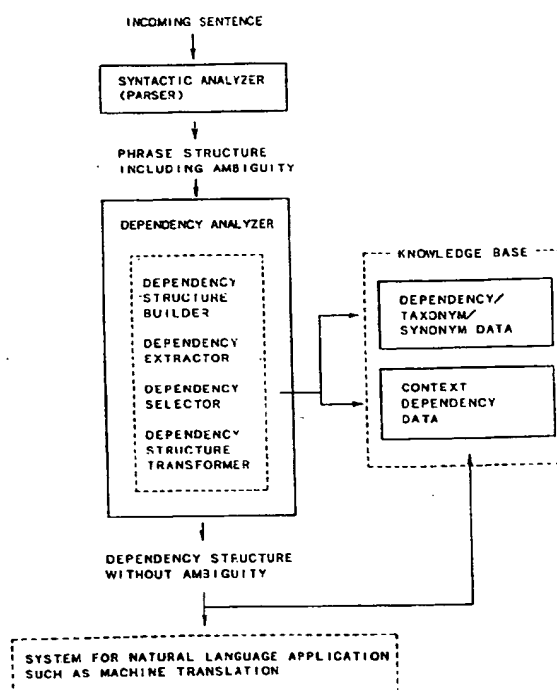 INCOMING SENTENCE
SYNTACTIC ANALYZER
(PARSER)
PHRASE STRUCTURE
INCLUDING AMBIGUITY
DEPENDENCY ANALYZER
DEPENDENCY
STRUCTURE
BUILDER
DEPENDENCY
EXTRACTOR
DEPENDENCY
SELECTOR
DEPENDENCY
STRUCTURE
TRANSFORMER
KNOWLEDGE BASE
DEPENDENCY/
TAXONYM/
SYNONYM DATA
CONTEXT
DEPENDENCY
DATA
DEPENDENCY STRUCTURE
WITHOUT AMBIGUITY
SYSTEM FOR NATURAL LANGUAGE APPLICATION
SUCH AS MACHINE TRANSLATION